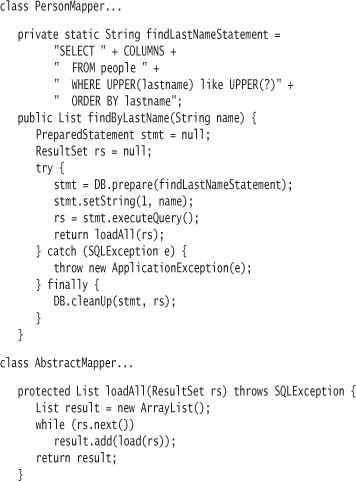 class PersonMapper...
private static String findLastNameStatement =
"SELECT " + COLUMNS +
"  FROM people " +
"  WHERE UPPER(lastname) like UPPER(?)" +
"  ORDER BY lastname";
public List findByLastName(String name) {
PreparedStatement stmt = null;
ResultSet rs = null;
try {
stmt = DB.prepare(findLastNameStatement);
stmt.setString(1, name);
rs = stmt.executeQuery();
return loadAll(rs);
} catch (SQLException e) {
throw new ApplicationException(e);
} finally {
DB.cleanUp(stmt, rs);
}
}
class AbstractMapper...
protected List loadAll(ResultSet rs) throws SQLException {
List result = new ArrayList();
while (rs.next())
result.add(load(rs));
return result;
}